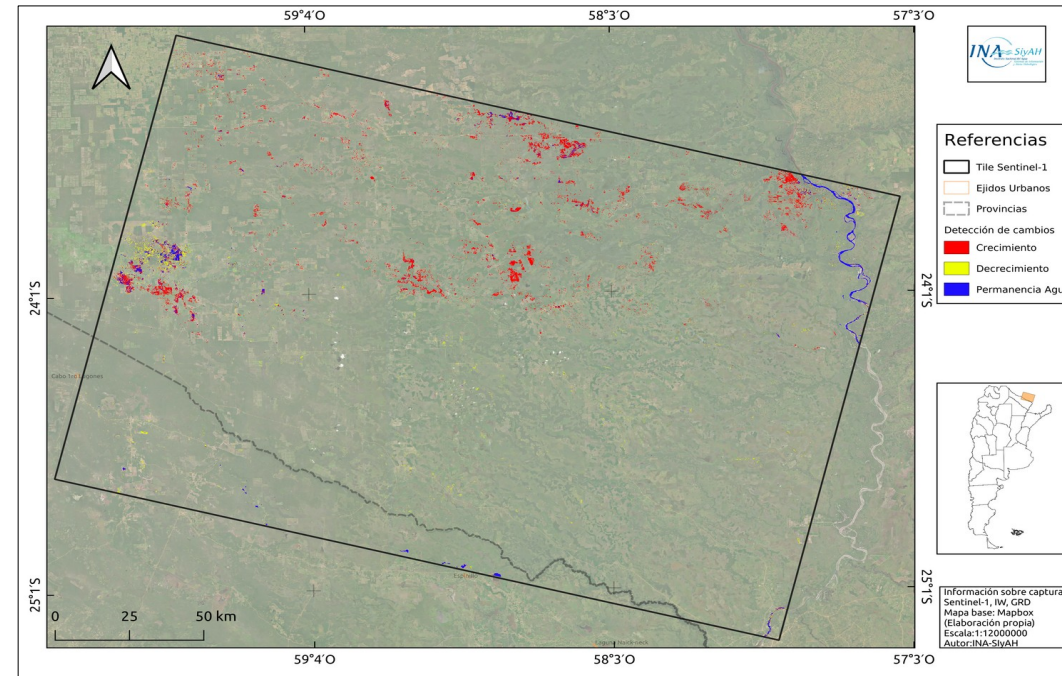 59°4′O
58°3′O
57°3′O
INA SIyAH
Referencias
Tile Sentinel-1
Ejidos Urbanos
Provincias
Detección de cambios
Crecimiento
Decrecimiento
Permanencia Agu
24°1′S
24°1′S
25°1′S
25°1′S
0 25 50 km
59°4′O
58°3′O
57°3′O
Información sobre captura
Sentinel-1, IW, GRD
Mapa base: Mapbox
(Elaboración propia)
Escala:1:12000000
Autor:INA-SIyAH